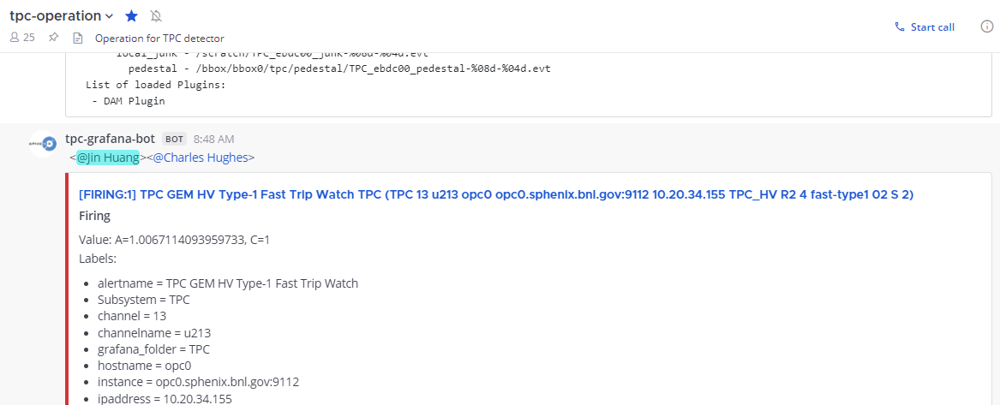 tpc-operation
25 Operation for TPC detector
Start call
local_junk - /scratch/TPC_ebdc00_junk-%08d-%04d.evt
pedestal - /bbox/bbox0/tpc/pedestal/TPC_ebdc00_pedestal-%08d-%04d.evt
List of loaded Plugins:
- DAM Plugin
tpc-grafana-bot BOT 8:48 AM
<@Jin Huang><@Charles Hughes>
[FIRING:1] TPC GEM HV Type-1 Fast Trip Watch TPC (TPC 13 u213 opc0 opc0.sphenix.bnl.gov:9112 10.20.34.155 TPC_HV R2 4 fast-type1 02 S 2)
Firing
Value: A=1.0067114093959733, C=1
Labels:
• alertname = TPC GEM HV Type-1 Fast Trip Watch
• Subsystem = TPC
• channel = 13
• channelname = u213
• grafana_folder = TPC
• hostname = opc0
• instance = opc0.sphenix.bnl.gov:9112
• ipaddress = 10.20.34.155